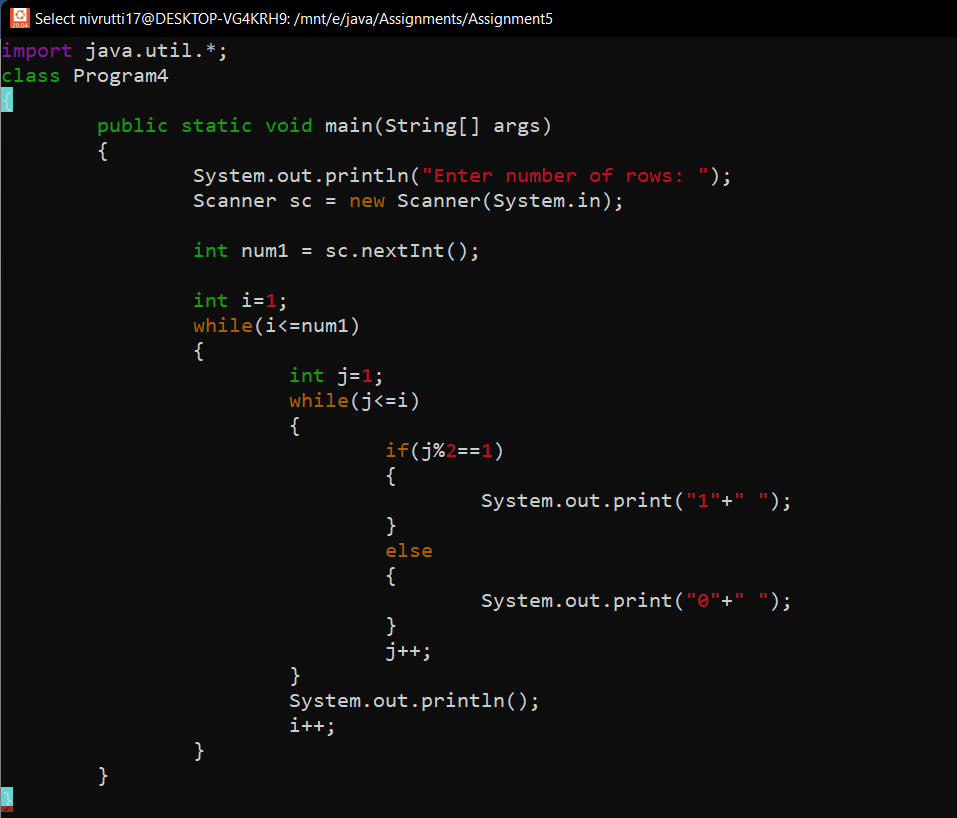 20.04
Select nivrutti17@DESKTOP-VG4KRH9: /mnt/e/java/Assignments/Assignment5
import java.util.*;
class Program4
{
        public static void main(String[] args)
        {
                System.out.println("Enter number of rows: ");
                Scanner sc = new Scanner(System.in);

                int num1 = sc.nextInt();

                int i=1;
                while(i<=num1)
                {
                        int j=1;
                        while(j<=i)
                        {
                                if(j%2==1)
                                {
                                        System.out.print("1"+" ");
                                }
                                else
                                {
                                        System.out.print("0"+" ");
                                }
                                j++;
                        }
                        System.out.println();
                        i++;
                }
        }
}